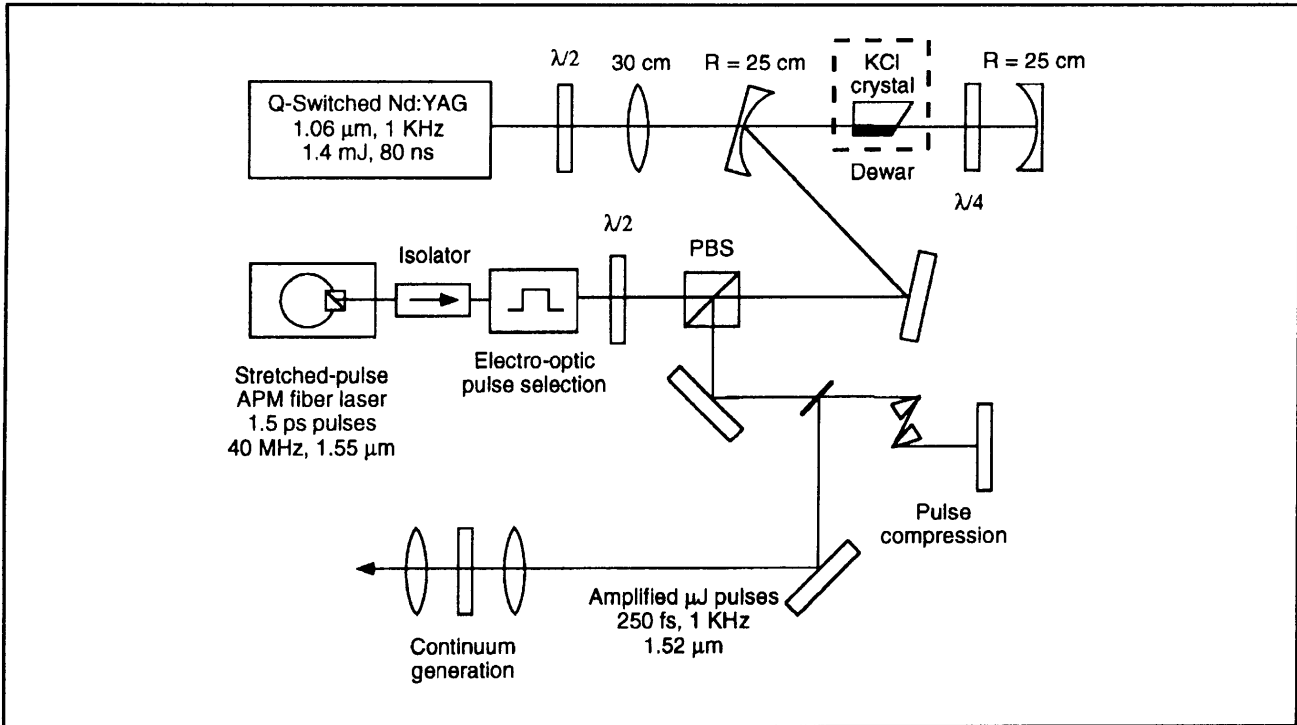 λ/2
30 cm
R = 25 cm
KCl
crystal
R = 25 cm
Q-Switched Nd:YAG
1.06 μm, 1 KHz
1.4 mJ, 80 ns
Dewar
λ/4
λ/2
PBS
Isolator
Electro-optic
pulse selection
Stretched-pulse
APM fiber laser
1.5 ps pulses
40 MHz, 1.55 μm
Pulse
compression
Amplified μJ pulses
250 fs, 1 KHz
1.52 μm
Continuum
generation